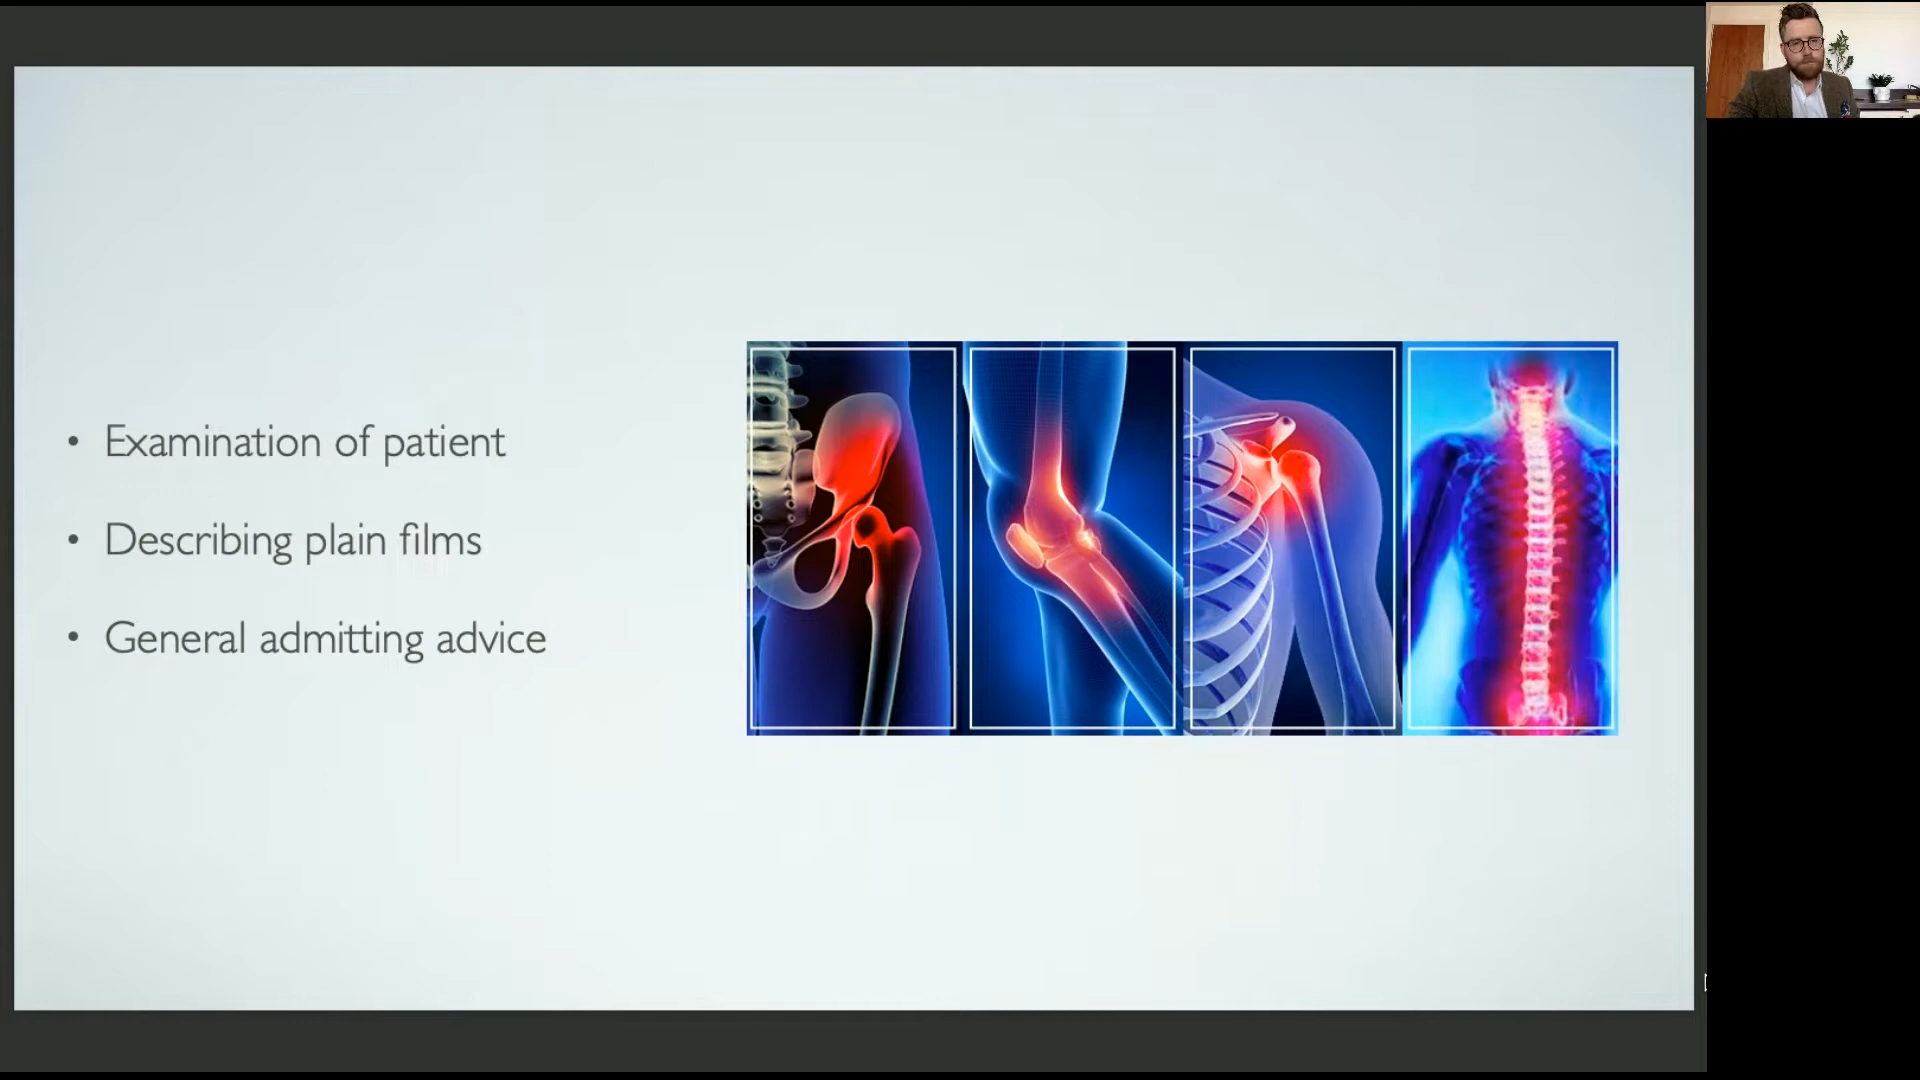 • Examination of patient
• Describing plain films
• General admitting advice